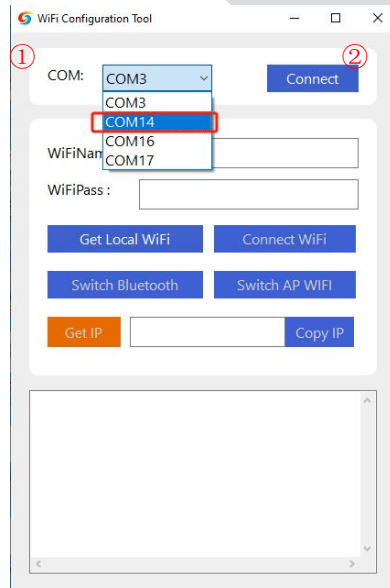 WiFi Configuration Tool
① ②
COM: COM3 Connect
COM3
COM14
COM16
COM17
WiFiNam
WiFiPass :
Get Local WiFi Connect WiFi
Switch Bluetooth Switch AP WIFI
Get IP Copy IP